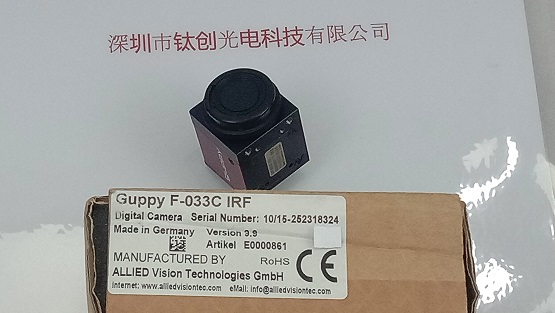 深圳市钛创光电科技有限公司
Guppy F-033C IRF
Digital Camera Serial Number: 10/15-252318324
Made in Germany Version 3.9
Artikel E0000861
MANUFACTURED BY RoHS CE
ALLIED Vision Technologies GmbH
Internet: www.alliedvisiontec.com eMail: info@alliedvisiontec.com